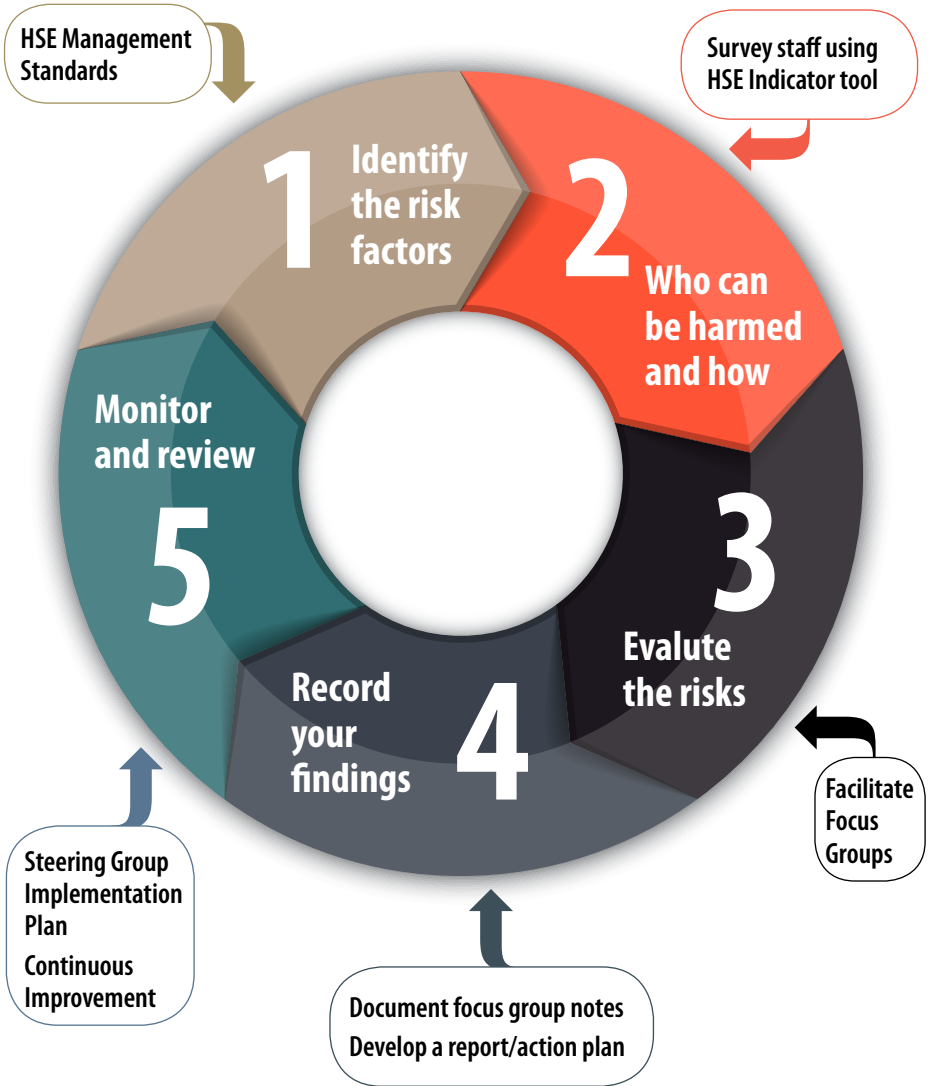 HSE Management
Standards
Survey staff using
HSE Indicator tool
1
Identify
the risk
factors
2
Who can
be harmed
and how
3
Evalute
the risks
Facilitate
Focus
Groups
4
Record
your
findings
Document focus group notes
Develop a report/action plan
5
Monitor
and review
Steering Group
Implementation
Plan
Continuous
Improvement